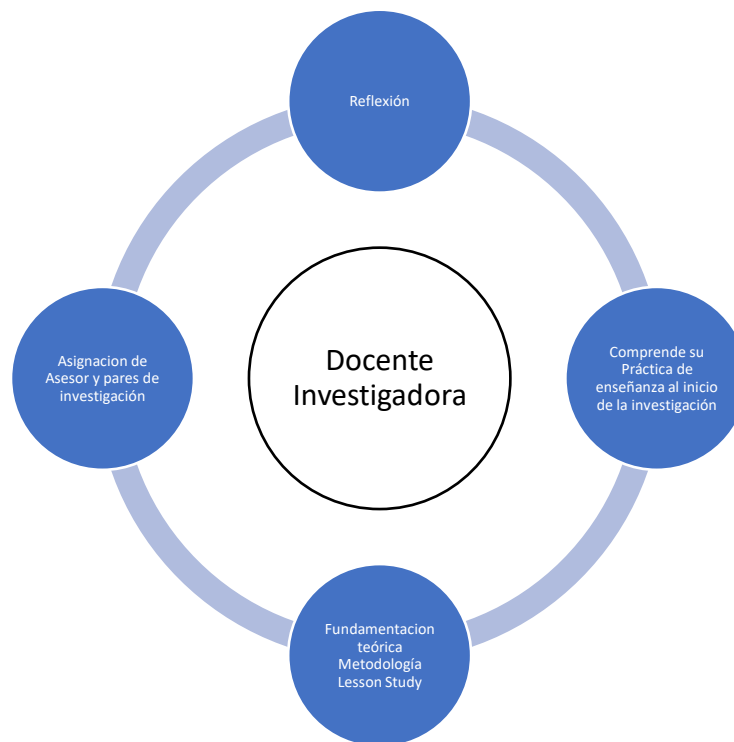 Reflexión
Asignacion de
Asesor y pares de
investigación
Docente
Investigadora
Comprende su
Práctica de
enseñanza al inicio
de la investigación
Fundamentacion
teórica
Metodología
Lesson Study